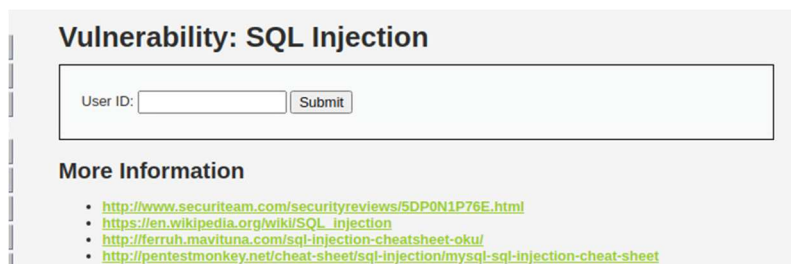 Vulnerability: SQL Injection
User ID: Submit
More Information
http://www.securiteam.com/securityreviews/5DP0N1P76E.html
https://en.wikipedia.org/wiki/SQL_injection
http://ferruh.mavituna.com/sql-injection-cheatsheet-oku/
http://pentestmonkey.net/cheat-sheet/sql-injection/mysql-sql-injection-cheat-sheet